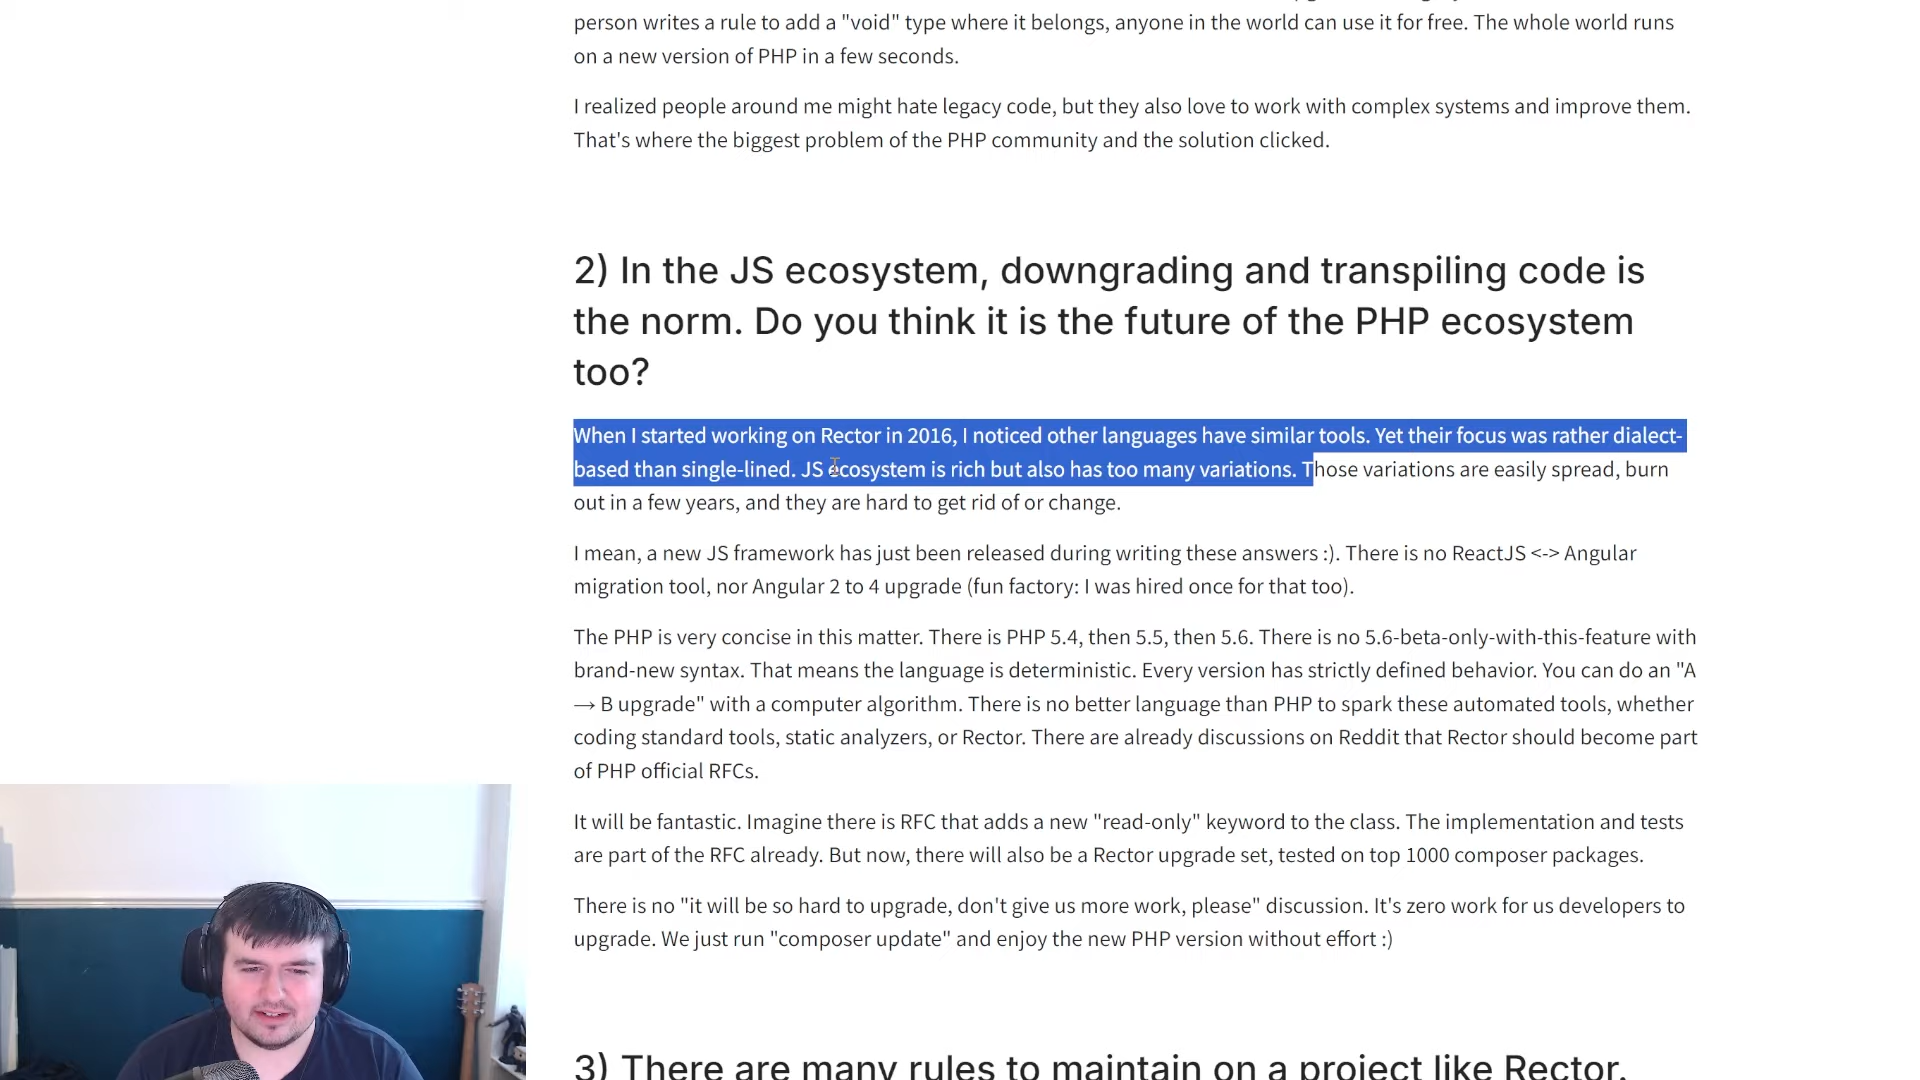 person writes a rule to add a "void" type where it belongs, anyone in the world can use it for free. The whole world runs
on a new version of PHP in a few seconds.
I realized people around me might hate legacy code, but they also love to work with complex systems and improve them.
That's where the biggest problem of the PHP community and the solution clicked.
2) In the JS ecosystem, downgrading and transpiling code is
the norm. Do you think it is the future of the PHP ecosystem
too?
When I started working on Rector in 2016, I noticed other languages have similar tools. Yet their focus was rather dialect-
based than single-lined. JS ecosystem is rich but also has too many variations. Those variations are easily spread, burn
out in a few years, and they are hard to get rid of or change.
I mean, a new JS framework has just been released during writing these answers :). There is no ReactJS <-> Angular
migration tool, nor Angular 2 to 4 upgrade (fun factory: I was hired once for that too).
The PHP is very concise in this matter. There is PHP 5.4, then 5.5, then 5.6. There is no 5.6-beta-only-with-this-feature with
brand-new syntax. That means the language is deterministic. Every version has strictly defined behavior. You can do an "A
→ B upgrade" with a computer algorithm. There is no better language than PHP to spark these automated tools, whether
coding standard tools, static analyzers, or Rector. There are already discussions on Reddit that Rector should become part
of PHP official RFCs.
It will be fantastic. Imagine there is RFC that adds a new "read-only" keyword to the class. The implementation and tests
are part of the RFC already. But now, there will also be a Rector upgrade set, tested on top 1000 composer packages.
There is no "it will be so hard to upgrade, don't give us more work, please" discussion. It's zero work for us developers to
upgrade. We just run "composer update" and enjoy the new PHP version without effort :)
3) There are many rules to maintain on a project like Rector.